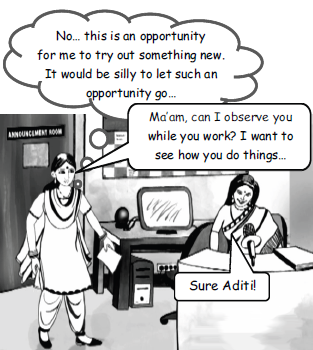 No... this is an opportunity
for me to try out something new.
It would be silly to let such an
opportunity go...
ANNOUNCEMENT ROOM
Ma'am, can I observe you
while you work? I want to
see how you do things...
Sure Aditi!